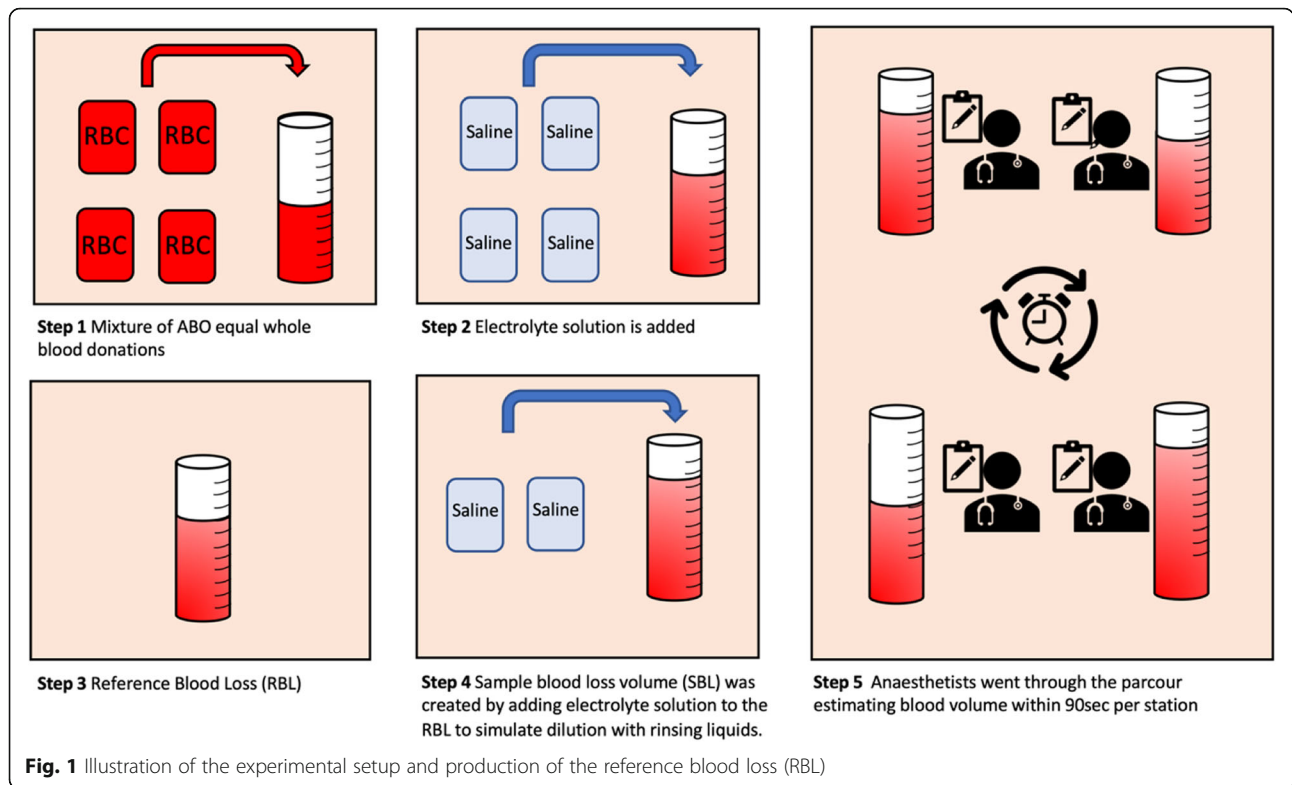 RBC RBC
RBC RBC
Step 1 Mixture of ABO equal whole
blood donations
Saline Saline
Saline Saline
Step 2 Electrolyte solution is added
Step 3 Reference Blood Loss (RBL)
Saline Saline
Step 4 Sample blood loss volume (SBL) was
created by adding electrolyte solution to the
RBL to simulate dilution with rinsing liquids.
Step 5 Anaesthetists went through the parcour
estimating blood volume within 90sec per station
Fig. 1 Illustration of the experimental setup and production of the reference blood loss (RBL)